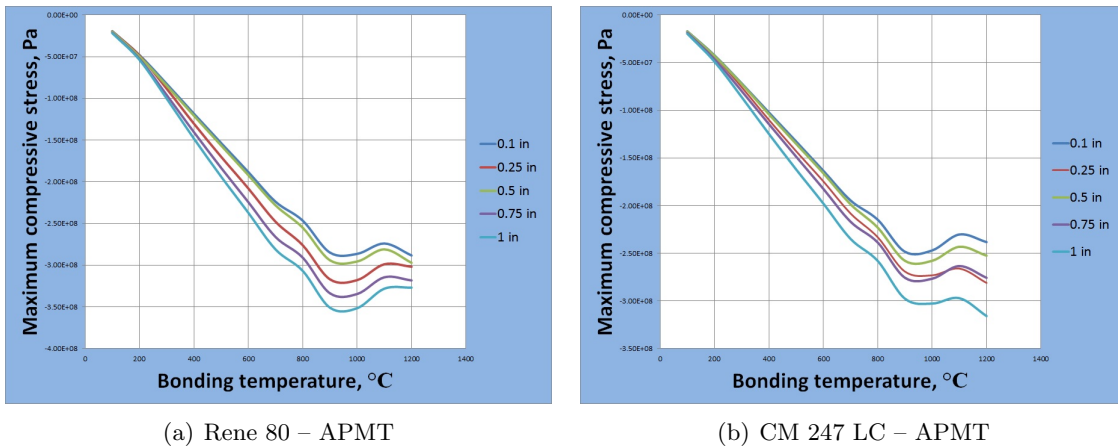 Maximum compressive stress, Pa
0.00E+00
-5.00E+07
-1.00E+08
-1.50E+08
-2.00E+08
-2.50E+08
-3.00E+08
-3.50E+08
-4.00E+08
0 200 400 600 800 1000 1200 1400
Bonding temperature, °C
0.1 in
0.25 in
0.5 in
0.75 in
1 in
(a) Rene 80 – APMT
Maximum compressive stress, Pa
0.00E+00
-5.00E+07
-1.00E+08
-1.50E+08
-2.00E+08
-2.50E+08
-3.00E+08
-3.50E+08
0 200 400 600 800 1000 1200 1400
Bonding temperature, °C
0.1 in
0.25 in
0.5 in
0.75 in
1 in
(b) CM 247 LC – APMT